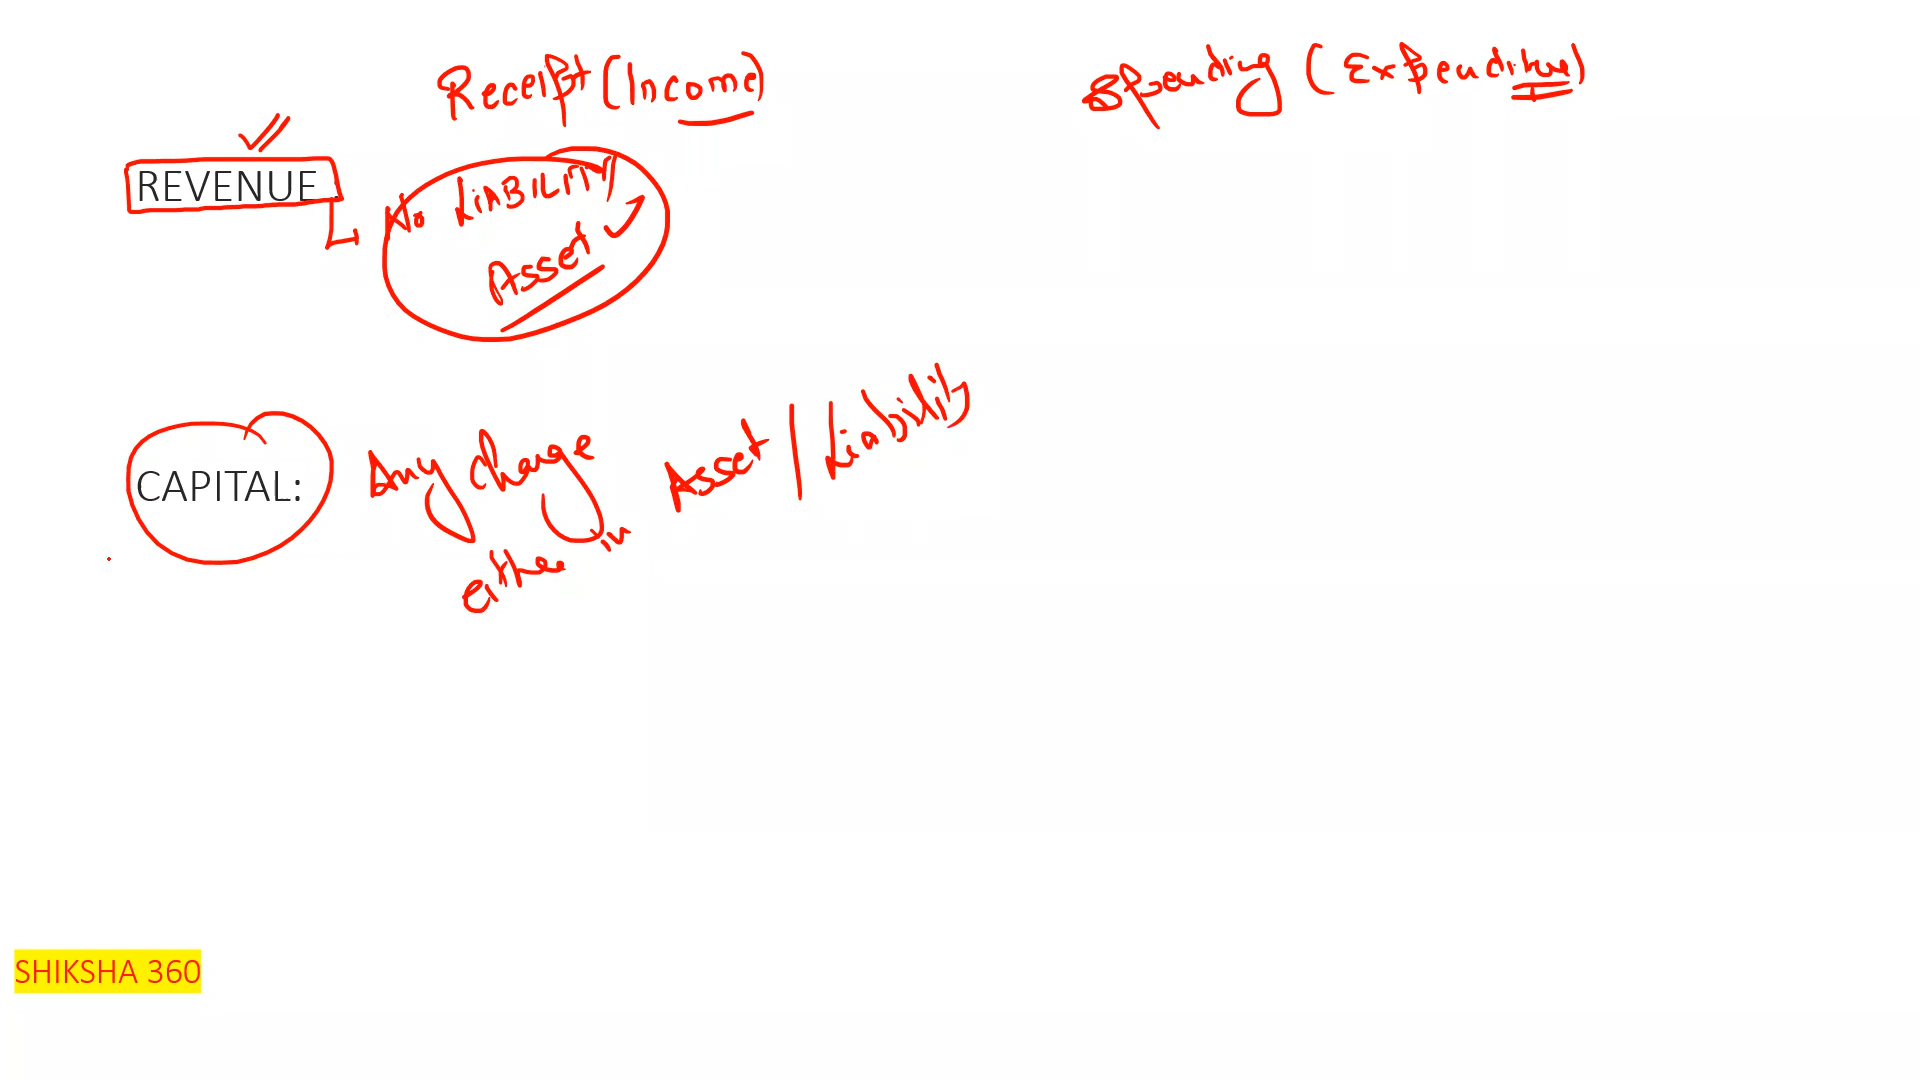 Receipt (Income)
Spending (Expenditure)
REVENUE
No LiABILITY
Asset
CAPITAL:
Any change
either in
Asset / Liability
SHIKSHA 360